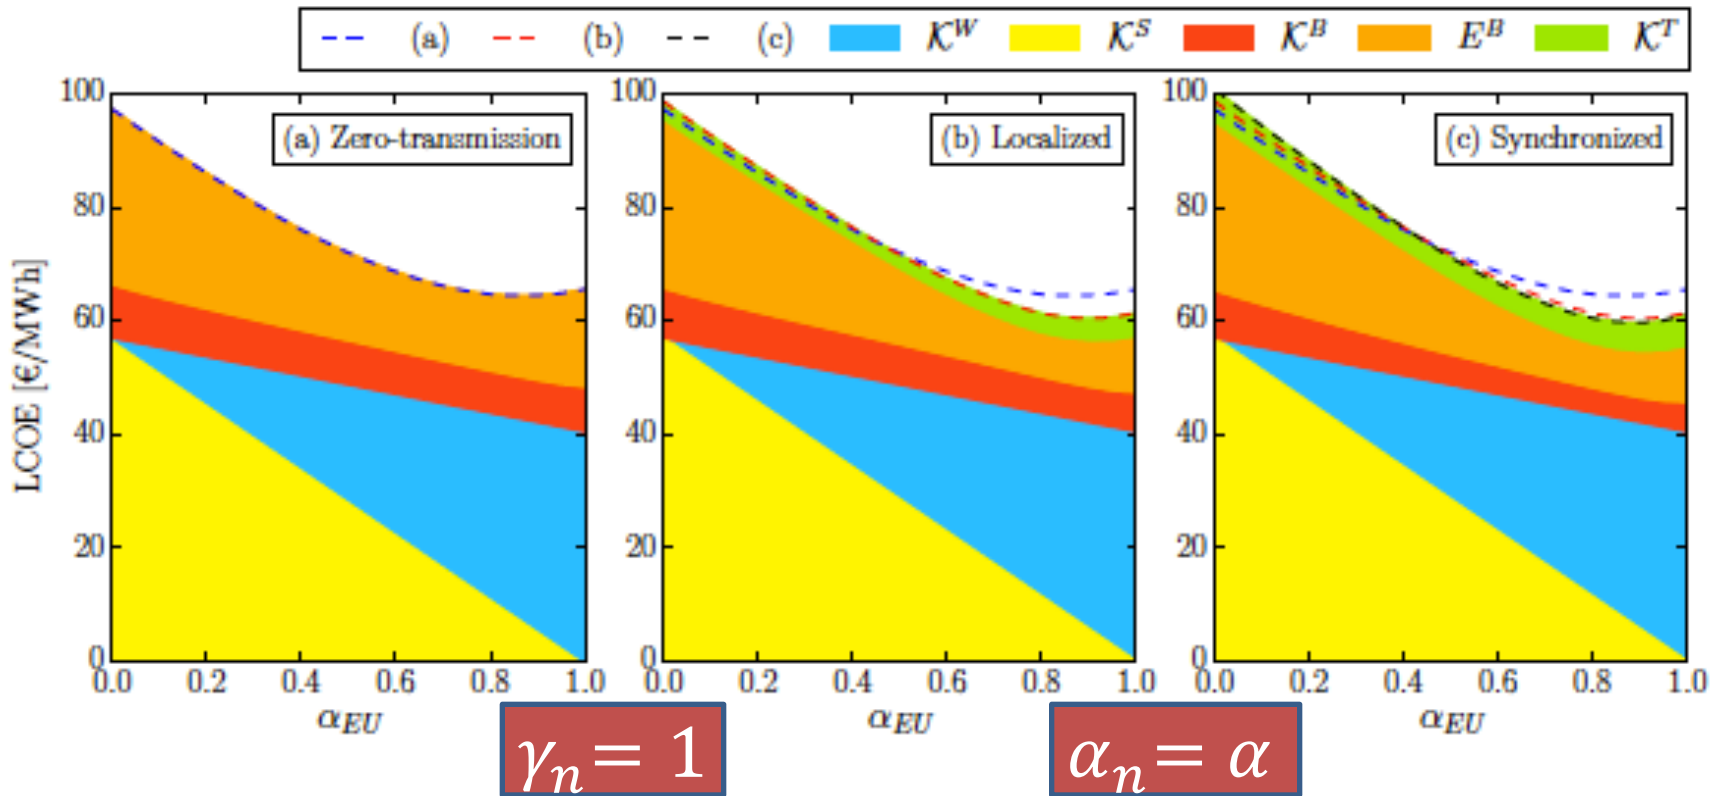 (a) (b) (c) 𝒦^W 𝒦^S 𝒦^B E^B 𝒦^T
LCOE [€/MWh]
100
80
60
40
20
0
(a) Zero-transmission
0.0 0.2 0.4 0.6 0.8 1.0
α_EU
100
80
60
40
20
0
(b) Localized
0.0 0.2 0.4 0.6 0.8 1.0
α_EU
100
80
60
40
20
0
(c) Synchronized
0.0 0.2 0.4 0.6 0.8 1.0
α_EU
γ_n = 1
α_n = α